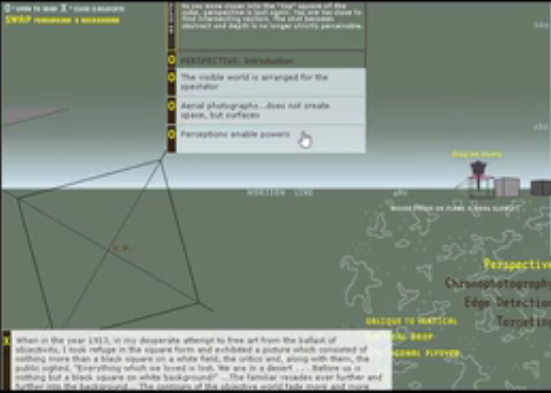 SWAP FOREGROUND & BACKGROUND
As you move closer into the "top" square of the
cube, perspective is lost again. You are too close to
find intersecting vectors. The shot becomes
abstract and depth is no longer strictly perceivable.
PERSPECTIVE: Introduction
The visible world is arranged for the
spectator
Aerial photographs...does not create
space, but surfaces
Perceptions enable powers
HORIZON LINE
V.P.
Perspective
Chronophotography
Edge Detection
Targeting
OBLIQUE TO VERTICAL
DROP
X
When in the year 1913, in my desperate attempt to free art from the ballast of
objectivity, I took refuge in the square form and exhibited a picture which consisted of
nothing more than a black square on a white field, the critics and, along with them, the
public sighed, "Everything which we loved is lost. We are in a desert . . . Before us is
nothing but a black square on white background!" ...The familiar recedes ever further and
further into the background... The contours of the objective world fade more and more